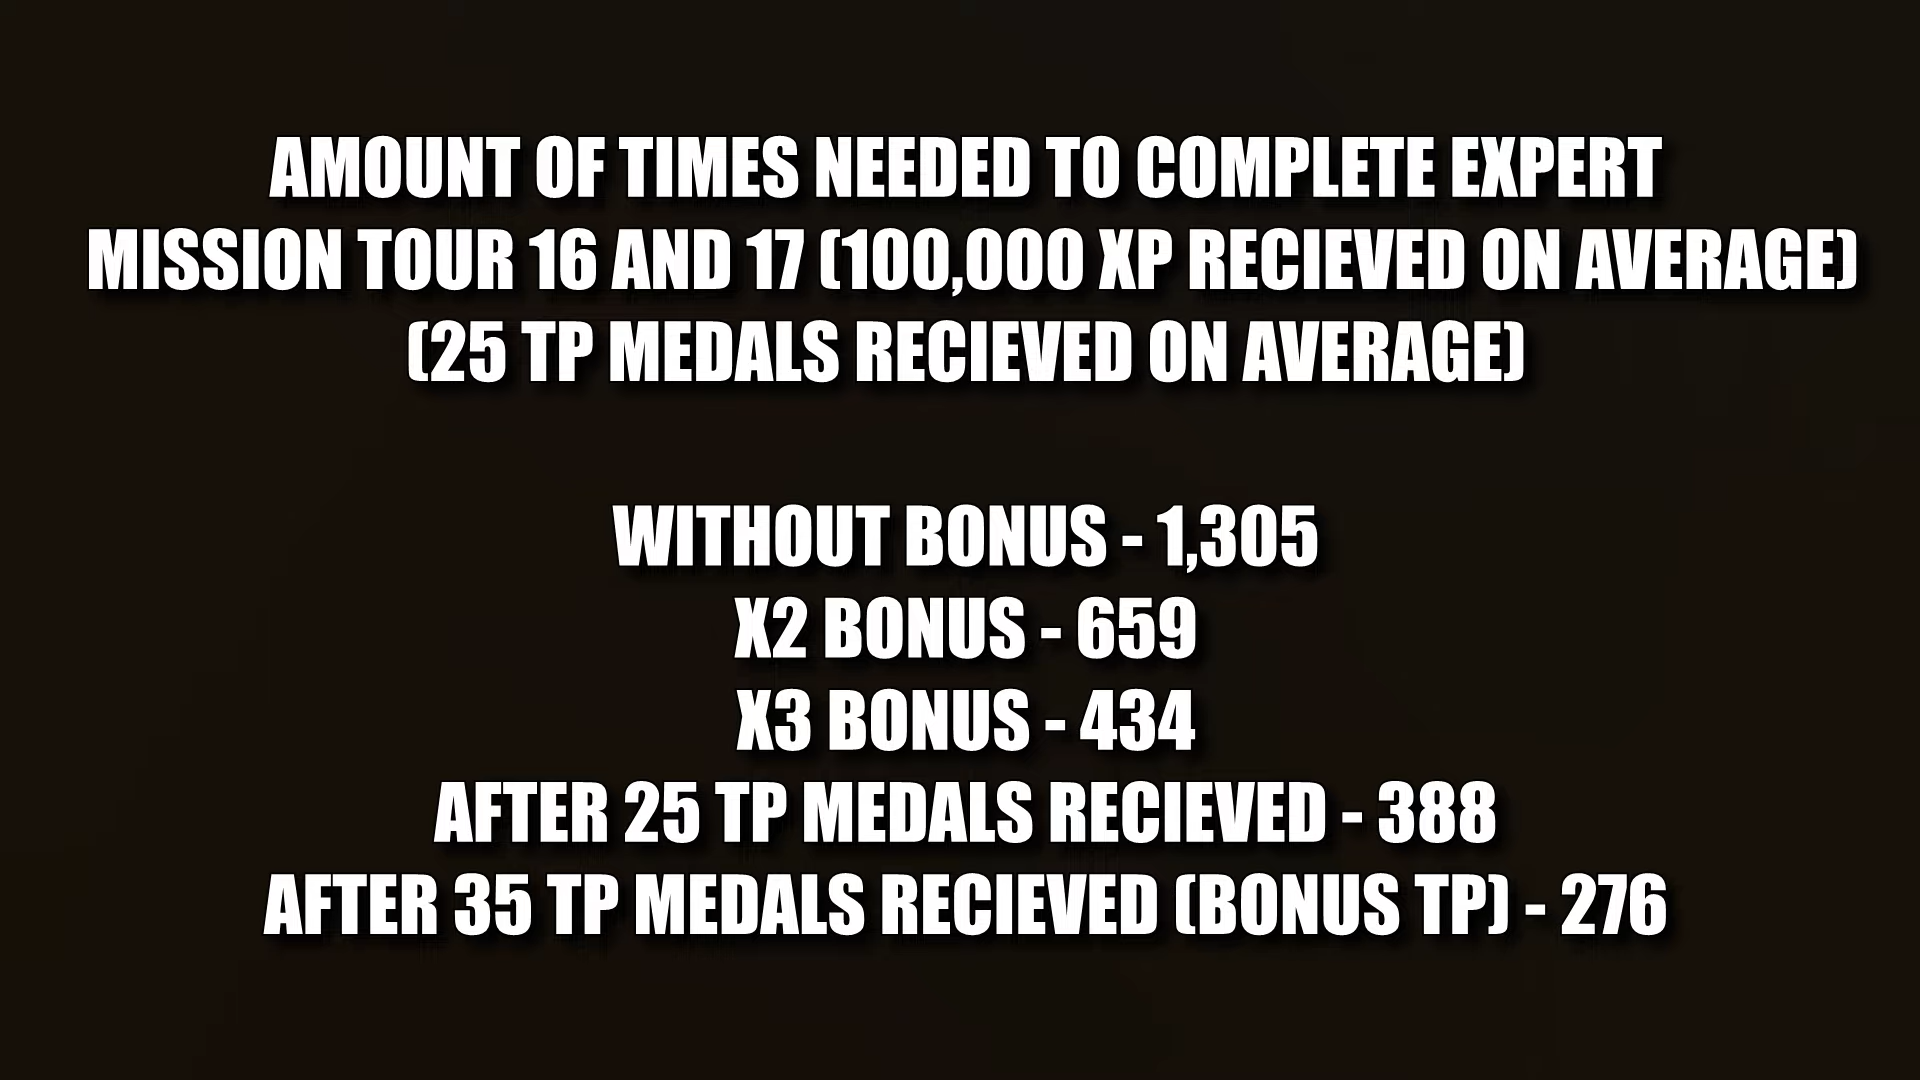 AMOUNT OF TIMES NEEDED TO COMPLETE EXPERT
MISSION TOUR 16 AND 17 (100,000 XP RECIEVED ON AVERAGE)
(25 TP MEDALS RECIEVED ON AVERAGE)
WITHOUT BONUS - 1,305
X2 BONUS - 659
X3 BONUS - 434
AFTER 25 TP MEDALS RECIEVED - 388
AFTER 35 TP MEDALS RECIEVED (BONUS TP) - 276